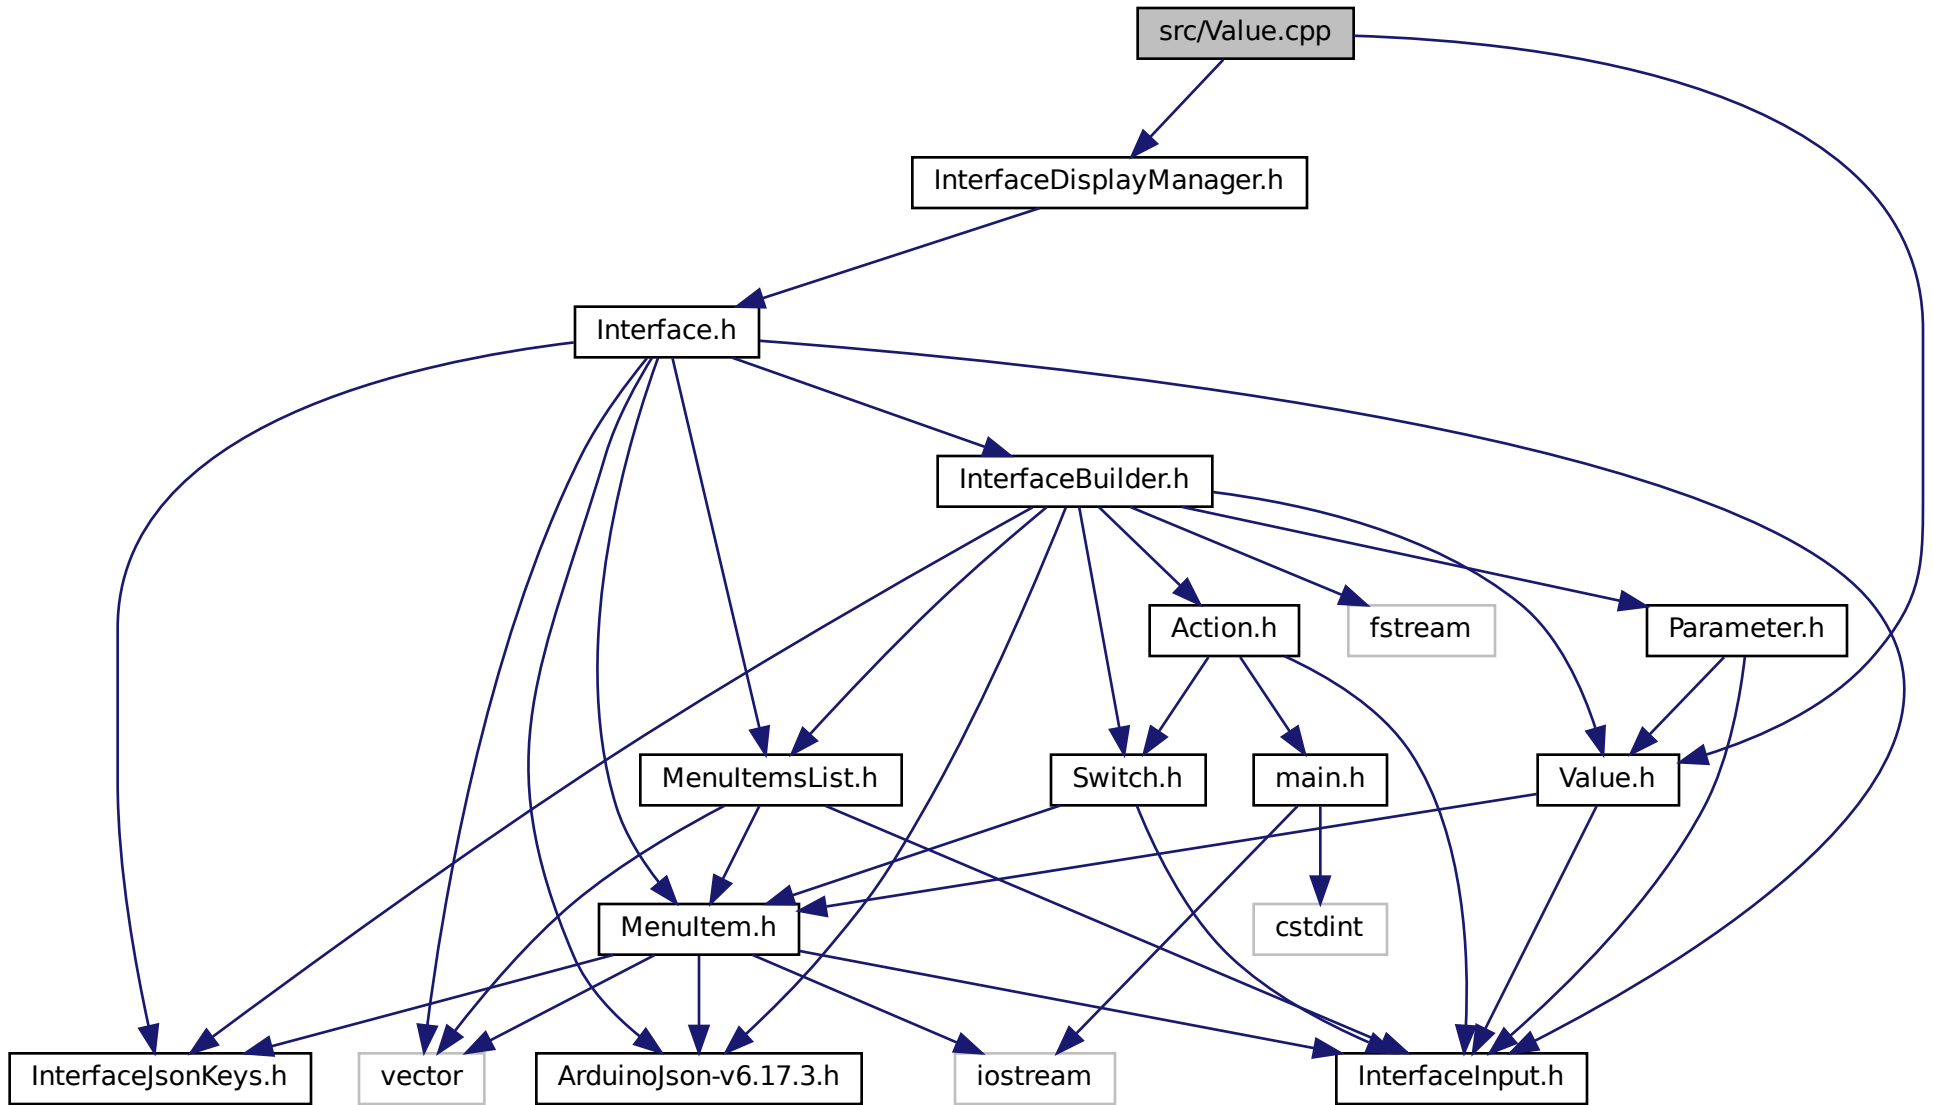 src/Value.cpp
InterfaceDisplayManager.h
Interface.h
InterfaceBuilder.h
Action.h
fstream
Parameter.h
MenuItemsList.h
Switch.h
main.h
Value.h
MenuItem.h
cstdint
InterfaceJsonKeys.h
vector
ArduinoJson-v6.17.3.h
iostream
InterfaceInput.h